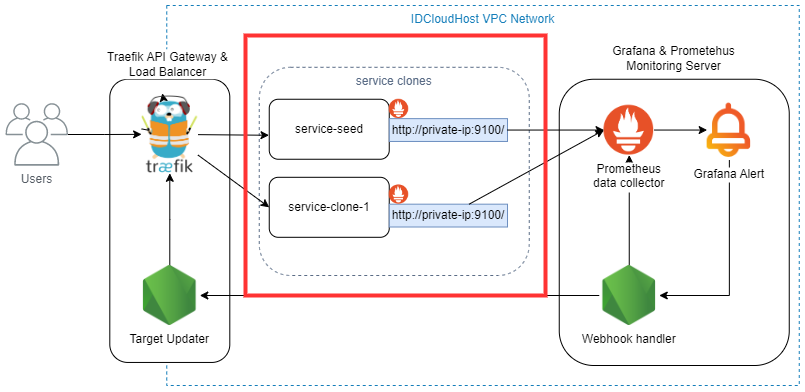 IDCloudHost VPC Network
Traefik API Gateway &
Load Balancer
Grafana & Prometehus
Monitoring Server
service clones
service-seed
http://private-ip:9100/
træfik
Users
Prometheus
data collector
Grafana Alert
service-clone-1
http://private-ip:9100/
Target Updater
Webhook handler